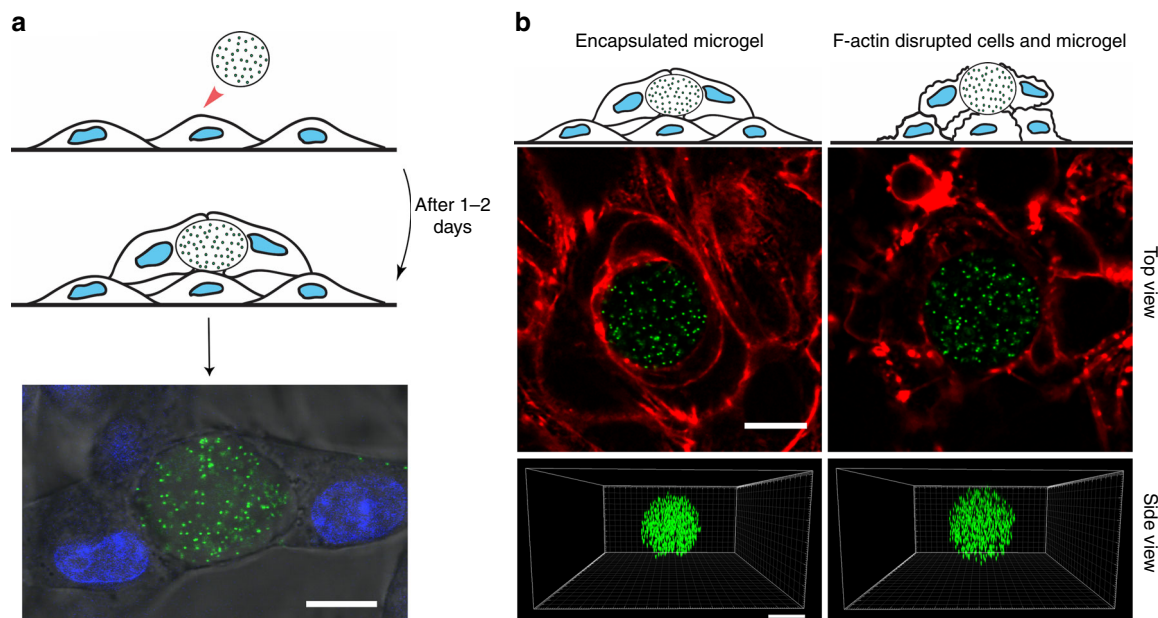 a
After 1–2
days
b
Encapsulated microgel
F-actin disrupted cells and microgel
Top view
Side view